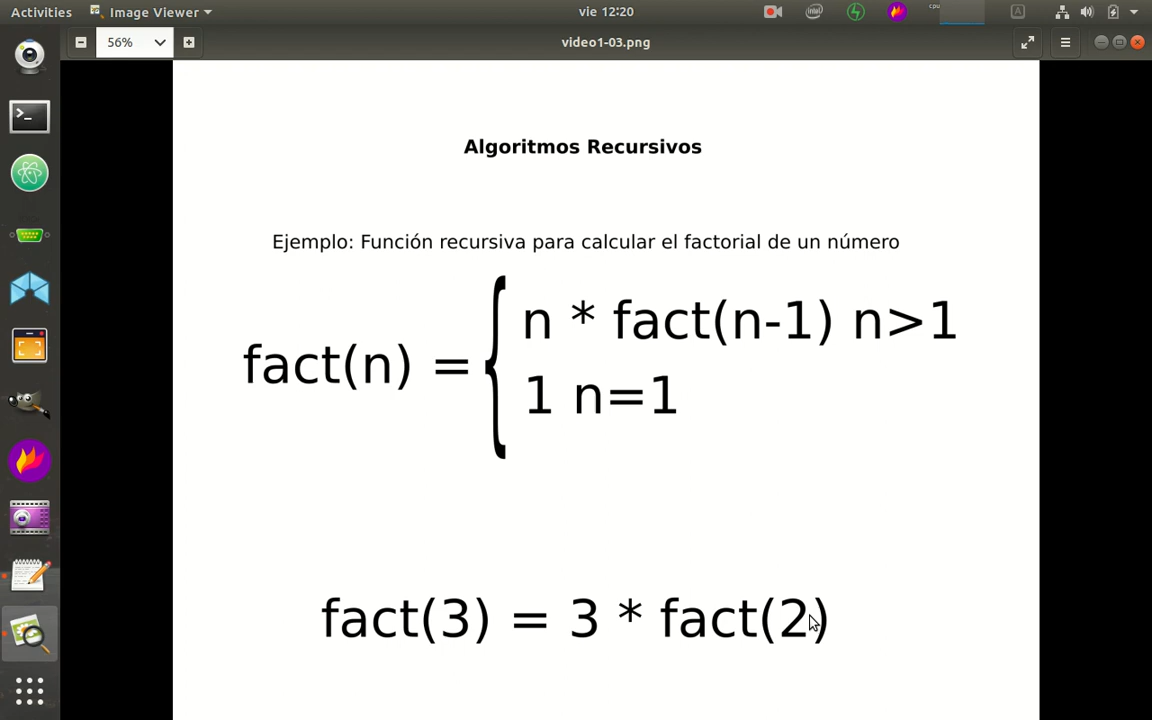 Activities Image Viewer vie 12:20 cpu A
56% video1-03.png
Algoritmos Recursivos
Ejemplo: Función recursiva para calcular el factorial de un número
n * fact(n-1) n>1
fact(n) = {
1 n=1
fact(3) = 3 * fact(2)